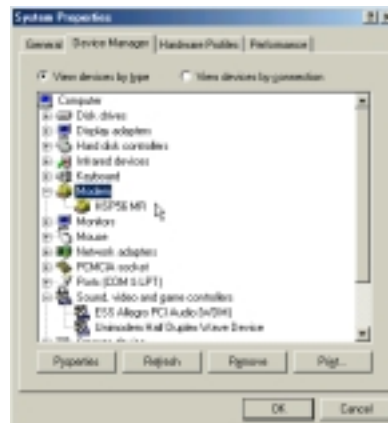 System Properties
General Device Manager Hardware Profiles Performance
View devices by type View devices by connection
Computer
Disk drives
Display adapters
Hard disk controllers
Infrared devices
Keyboard
Modem
HSP56 MR
Monitors
Mouse
Network adapters
PCMCIA socket
Ports (COM & LPT)
Sound, video and game controllers
ESS Allegro PCI Audio (WDM)
Unimodem Half-Duplex Wave Device
Properties Refresh Remove Print...
OK Cancel